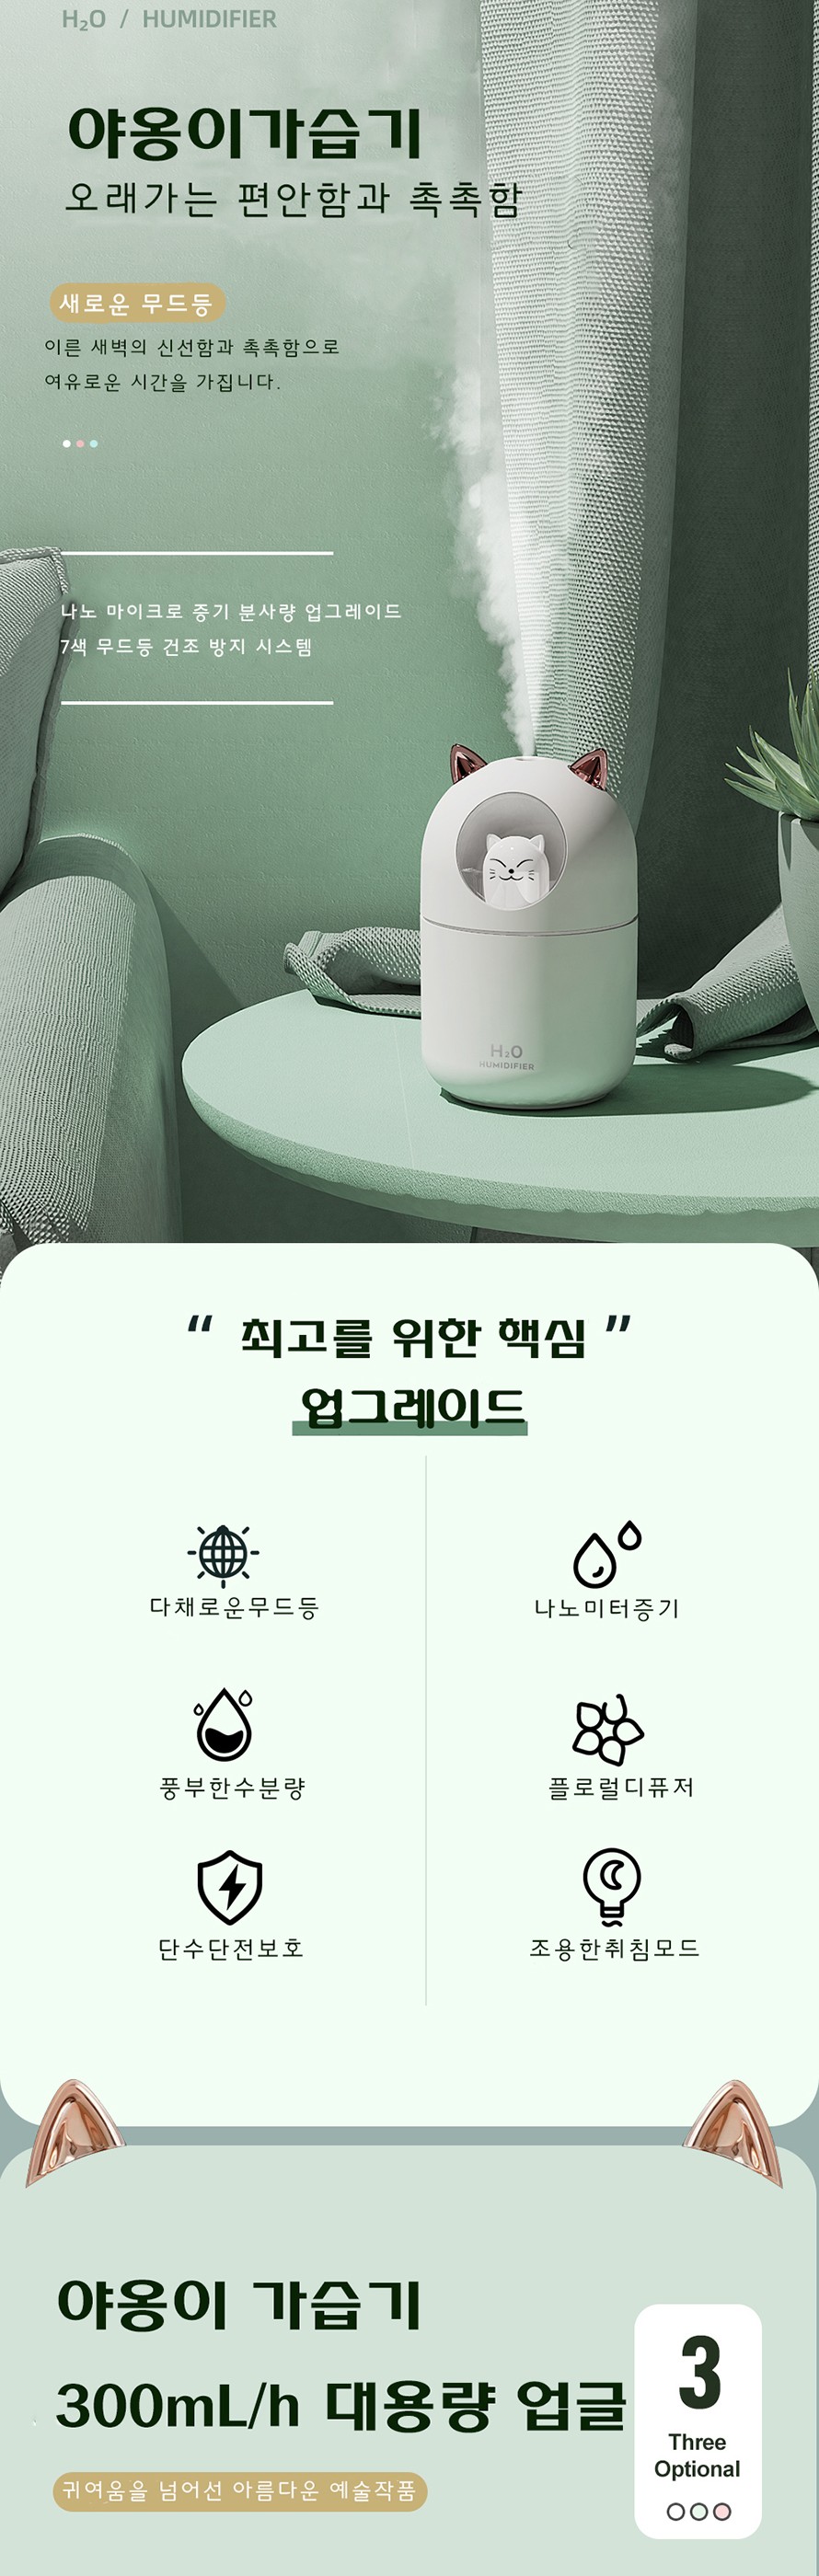 H₂O / HUMIDIFIER
야옹이가습기
오래가는 편안함과 촉촉함
새로운 무드등
이른 새벽의 신선함과 촉촉함으로
여유로운 시간을 가집니다.
나노 마이크로 증기 분사량 업그레이드
7색 무드등 건조 방지 시스템
H₂O
HUMIDIFIER
“ 최고를 위한 핵심 ”
업그레이드
다채로운무드등
나노미터증기
풍부한수분량
플로럴디퓨저
단수단전보호
조용한취침모드
야옹이 가습기
300mL/h 대용량 업글
귀여움을 넘어선 아름다운 예술작품
3
Three
Optional